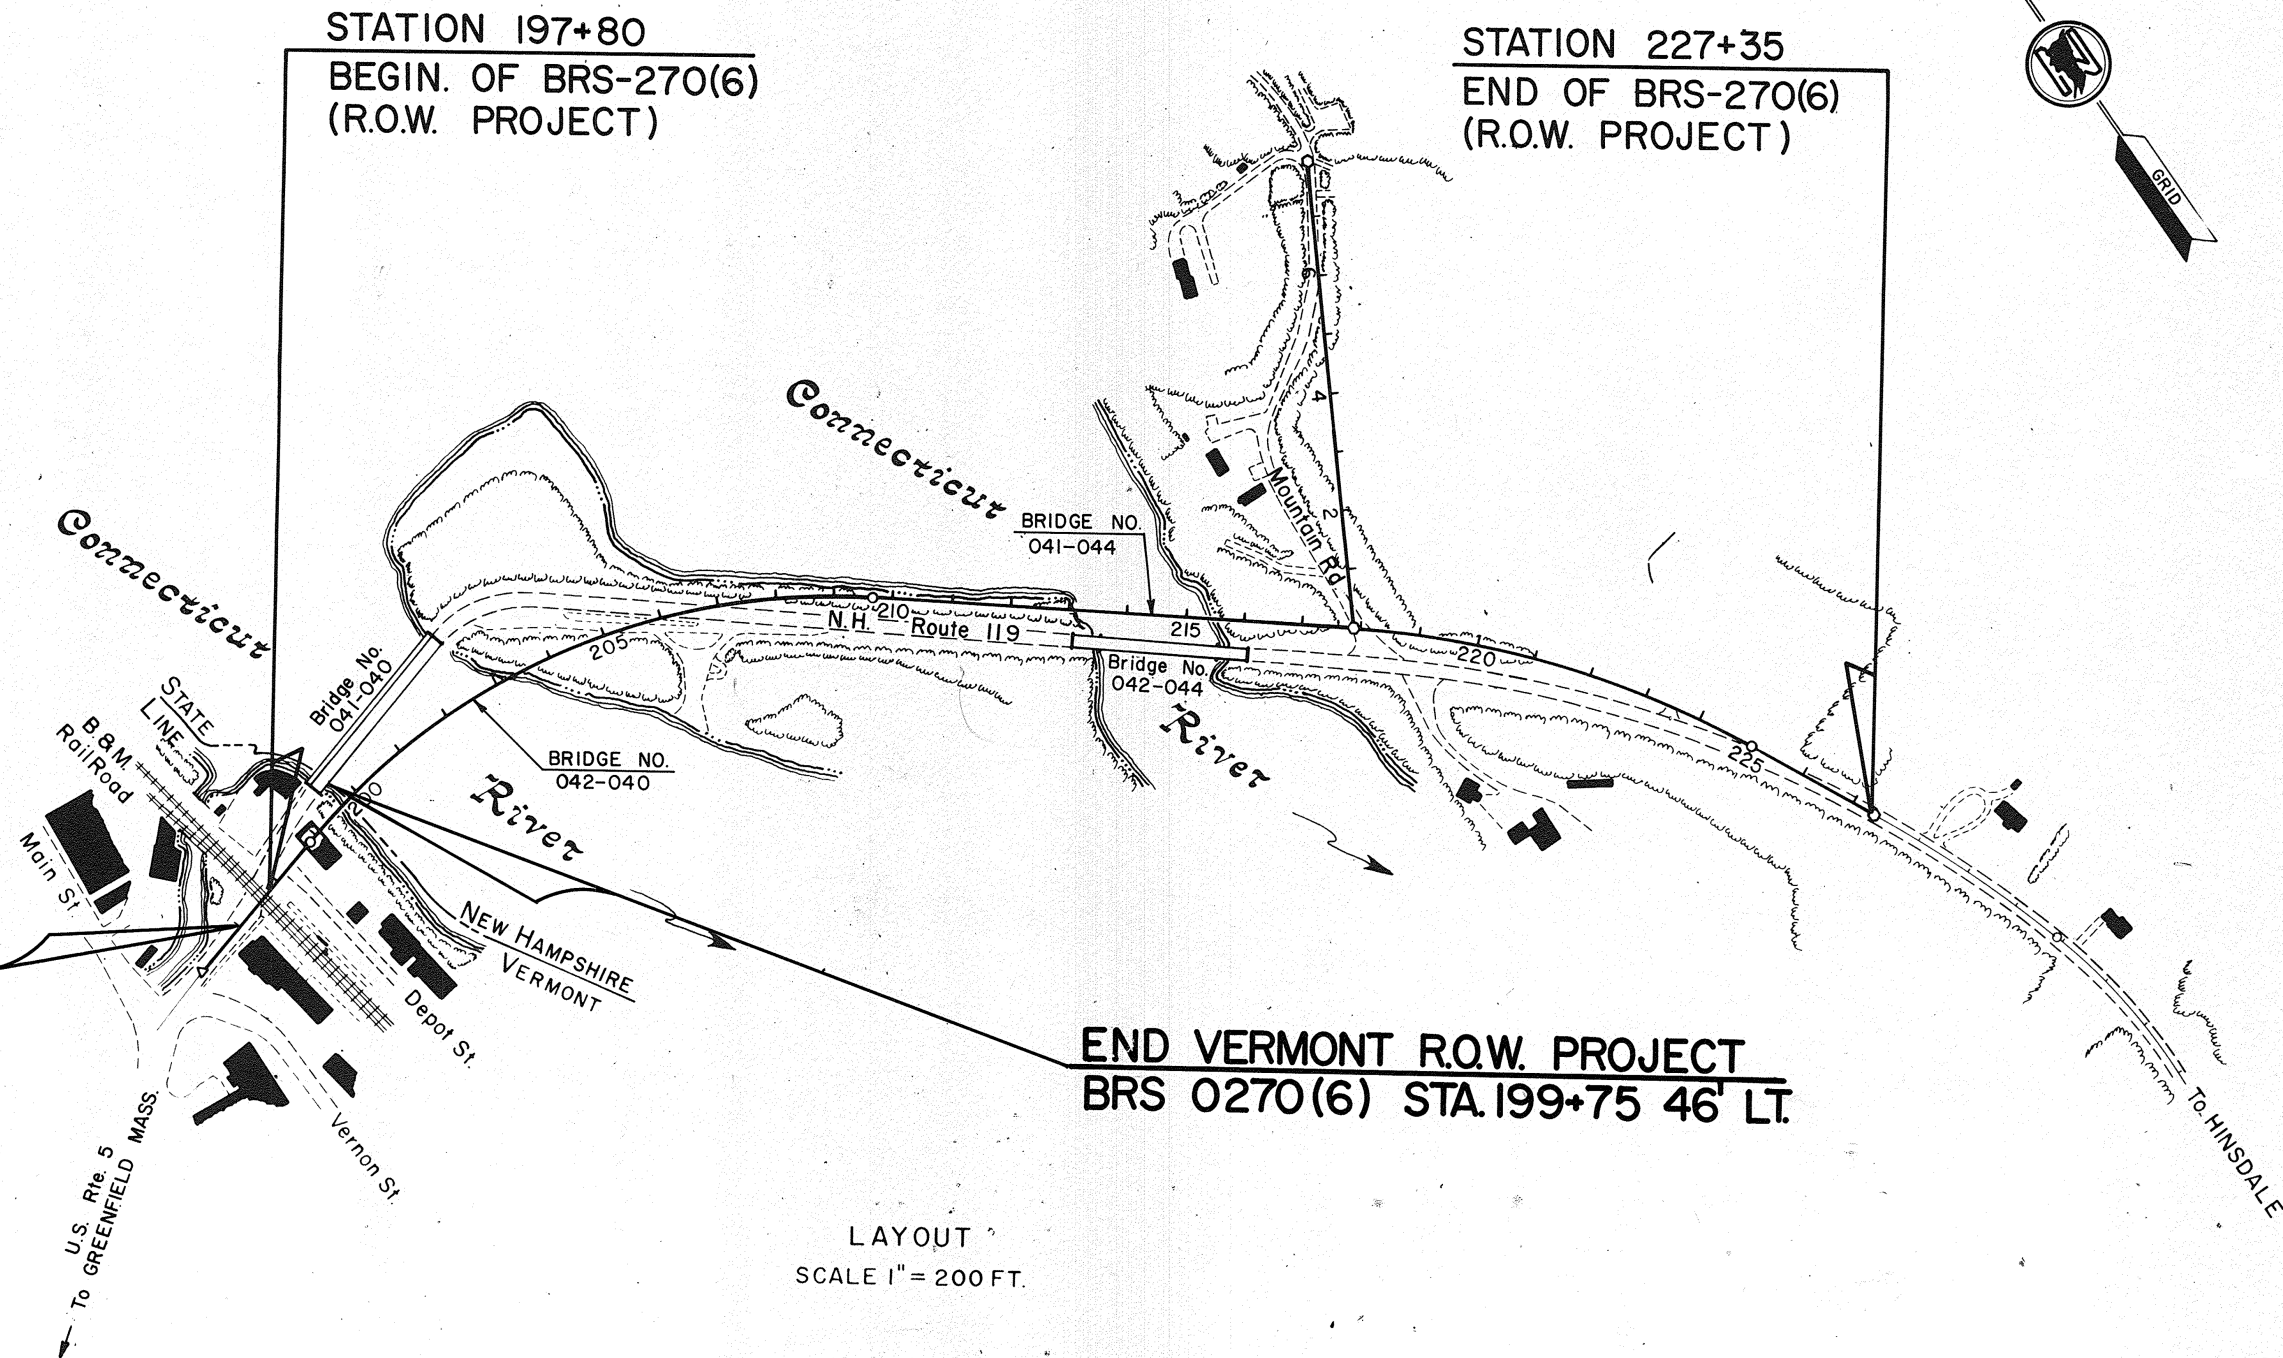 STATION 197+80
BEGIN. OF BRS-270(6)
(R.O.W. PROJECT)
STATION 227+35
END OF BRS-270(6)
(R.O.W. PROJECT)
GRID
Connecticut
Connecticut
BRIDGE NO.
041-044
6
4
2
Mountain Rd
210
N.H. Route 119
205
215
220
225
200
Bridge No.
042-044
Bridge No.
041-040
BRIDGE NO.
042-040
River
River
STATE
LINE
B.&M.
RailRoad
Main St.
NEW HAMPSHIRE
VERMONT
Depot St.
Vernon St.
U.S. Rte. 5
To GREENFIELD MASS.
END VERMONT R.O.W. PROJECT
BRS 0270(6) STA. 199+75 46' LT.
To HINSDALE
LAYOUT
SCALE 1" = 200 FT.